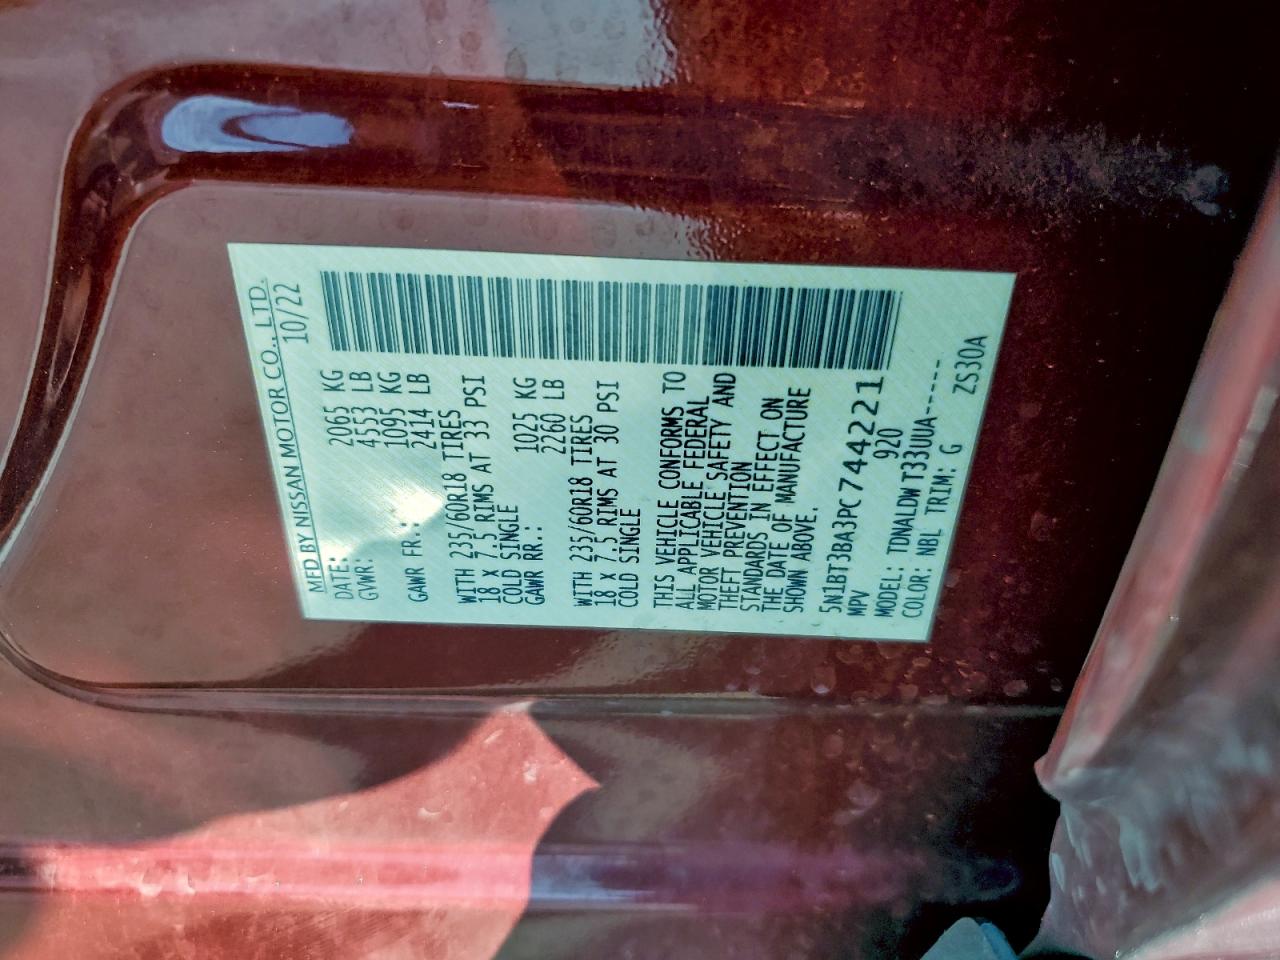 MFD BY NISSAN MOTOR CO., LTD.
DATE: 10/22
GVWR: 2065 KG
4553 LB
GAWR FR.: 1095 KG
2414 LB
WITH 235/60R18 TIRES
18 x 7.5 RIMS AT 33 PSI
COLD SINGLE
GAWR RR.: 1025 KG
2260 LB
WITH 235/60R18 TIRES
18 x 7.5 RIMS AT 30 PSI
COLD SINGLE
THIS VEHICLE CONFORMS TO
ALL APPLICABLE FEDERAL
MOTOR VEHICLE SAFETY AND
THEFT PREVENTION
STANDARDS IN EFFECT ON
THE DATE OF MANUFACTURE
SHOWN ABOVE.
5N1BT3BA3PC744221
MPV 920
MODEL: TDNALDW T33UUA-----
COLOR: NBL TRIM: G
ZS30A